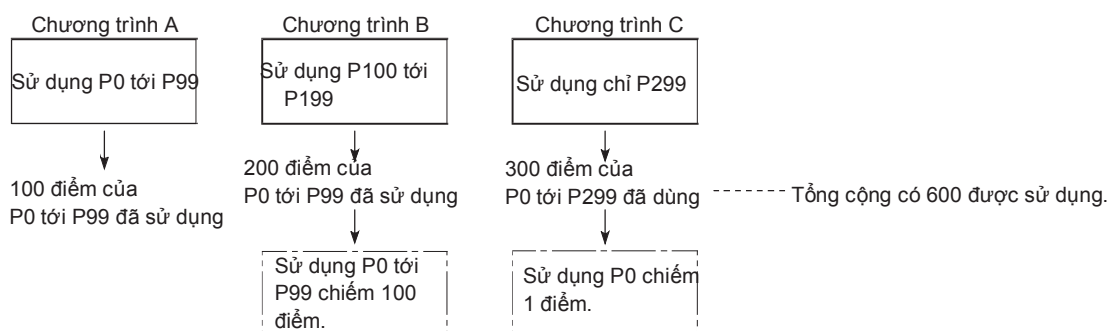 Chương trình A
Sử dụng P0 tới P99
100 điểm của
P0 tới P99 đã sử dụng
Chương trình B
Sử dụng P100 tới
P199
200 điểm của
P0 tới P99 đã sử dụng
Sử dụng P0 tới
P99 chiếm 100
điểm.
Chương trình C
Sử dụng chỉ P299
300 điểm của
P0 tới P299 đã dùng
Sử dụng P0 chiếm
1 điểm.
Tổng cộng có 600 được sử dụng.